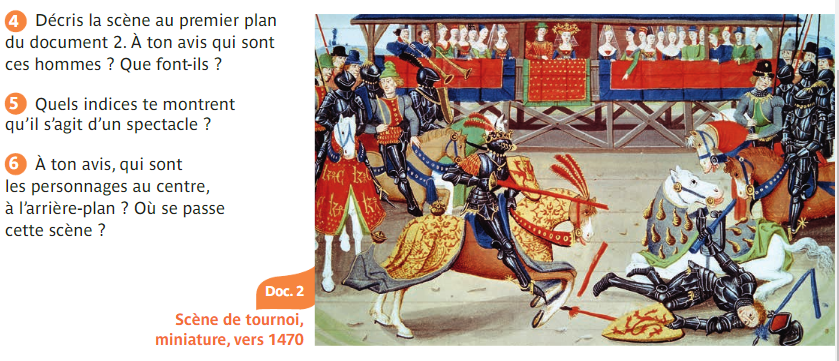 4 Décris la scène au premier plan
du document 2. À ton avis qui sont
ces hommes ? Que font-ils ?
5 Quels indices te montrent
qu'il s'agit d'un spectacle ?
6 À ton avis, qui sont
les personnages au centre,
à l'arrière-plan ? Où se passe
cette scène ?
Doc. 2
Scène de tournoi,
miniature, vers 1470